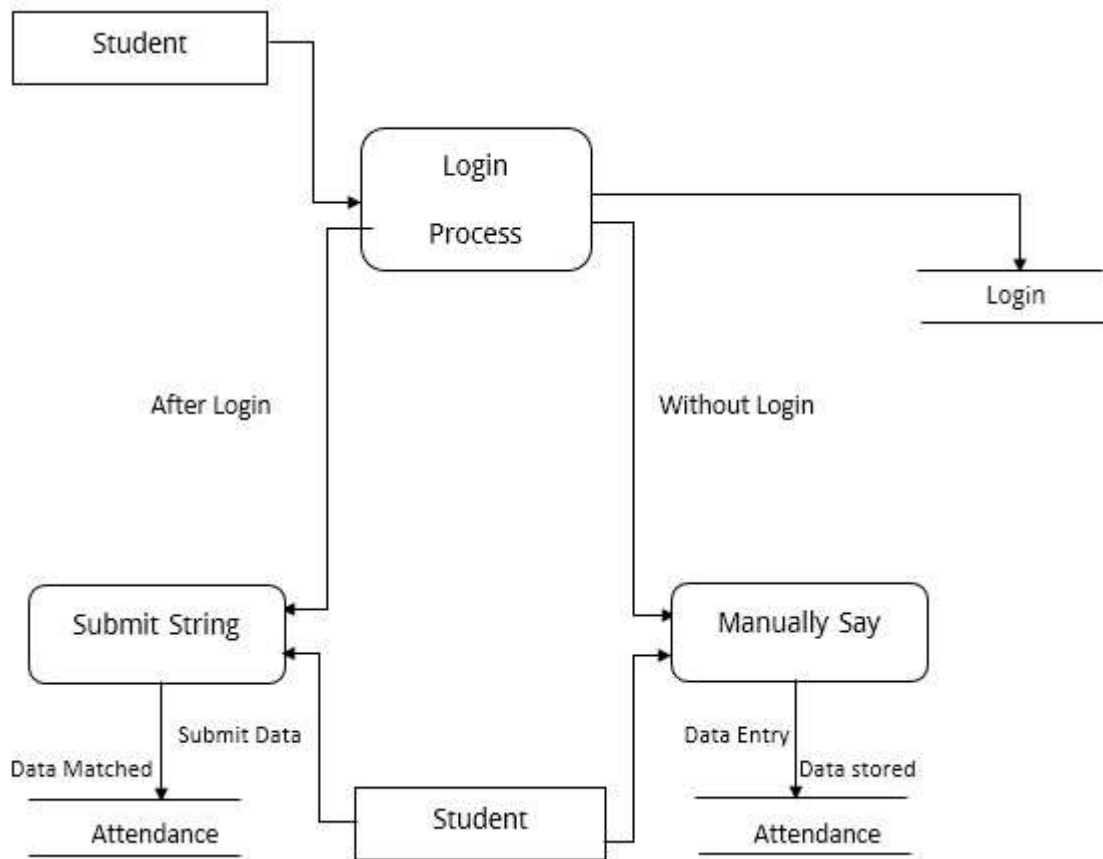 Student
Login
Process
Login
After Login
Without Login
Submit String
Manually Say
Submit Data
Data Entry
Data Matched
Data stored
Attendance
Student
Attendance